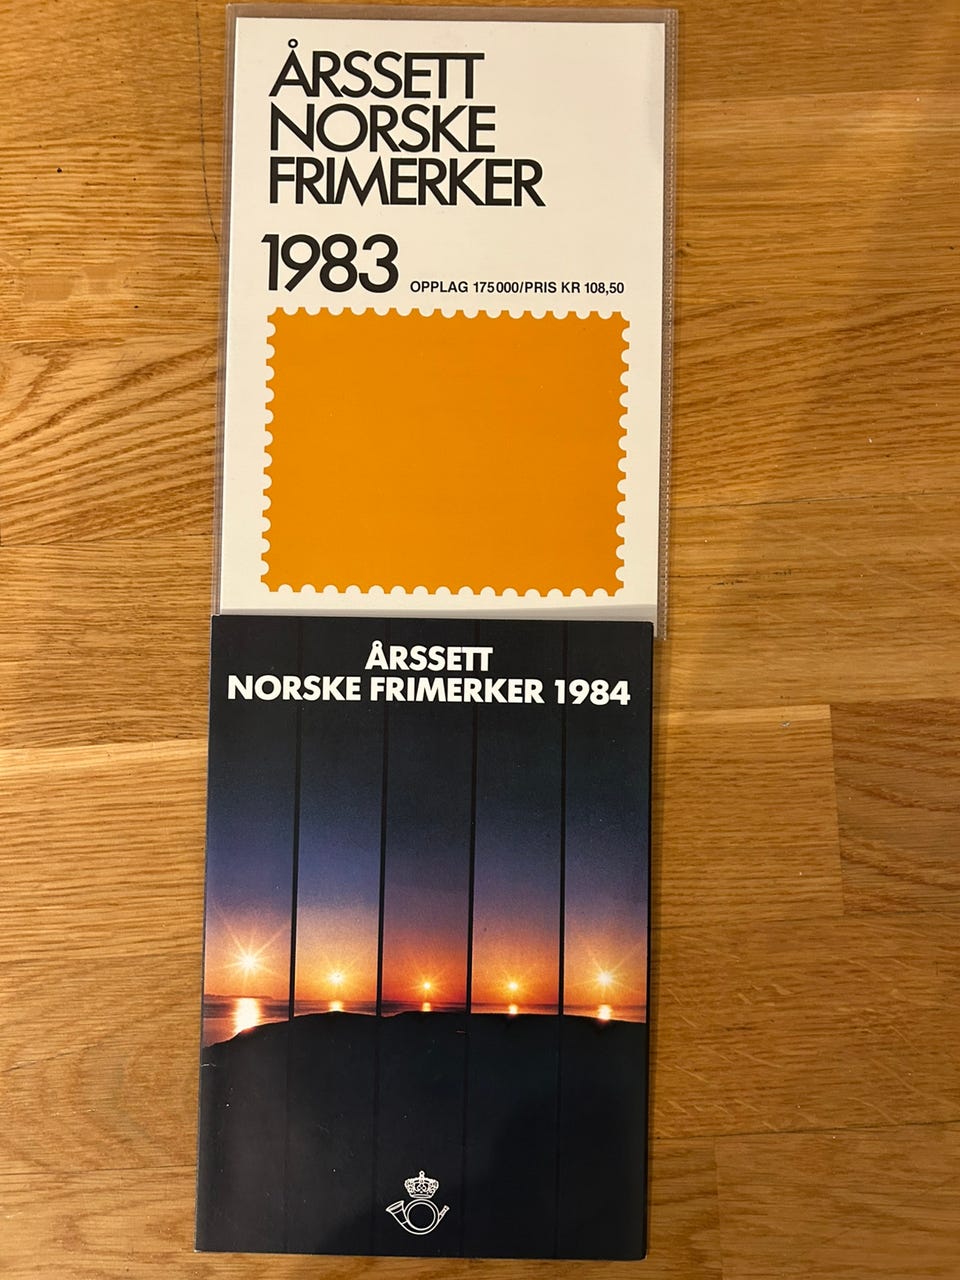 ÅRSSETT
NORSKE
FRIMERKER
1983 OPPLAG 175000/PRIS KR 108,50
ÅRSSETT
NORSKE FRIMERKER 1984